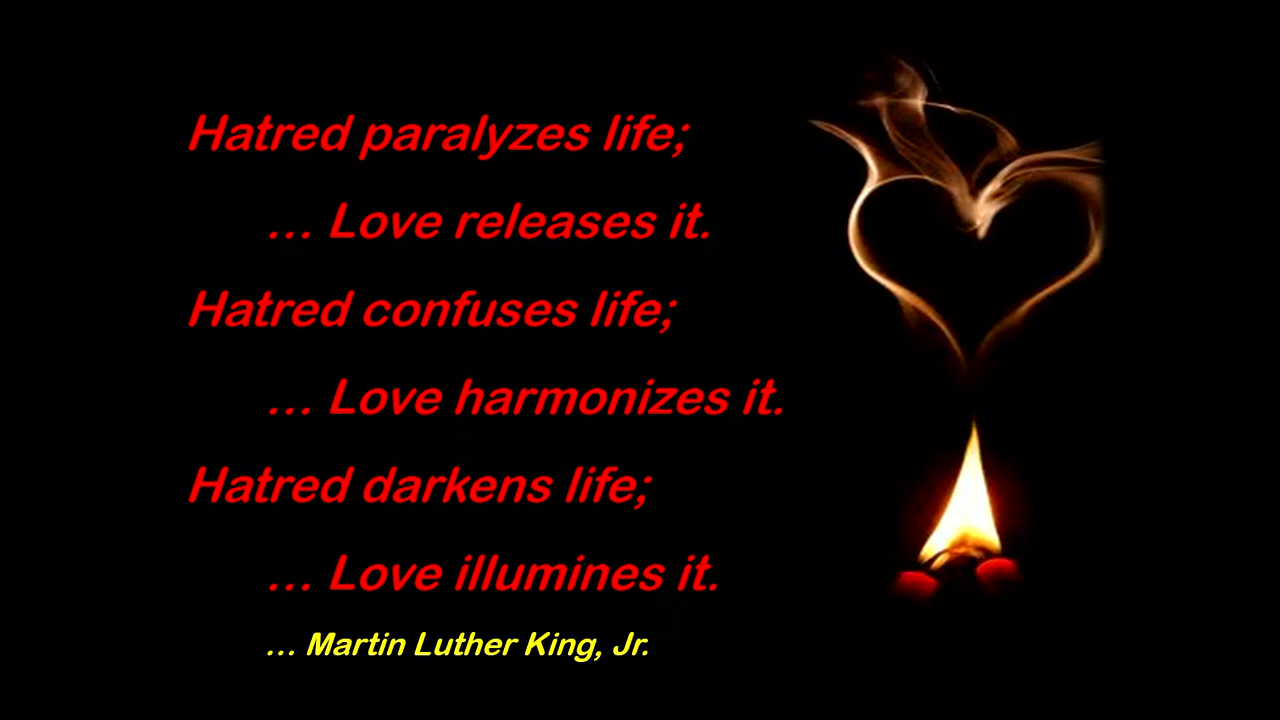 Hatred paralyzes life;
... Love releases it.
Hatred confuses life;
... Love harmonizes it.
Hatred darkens life;
... Love illumines it.
... Martin Luther King, Jr.